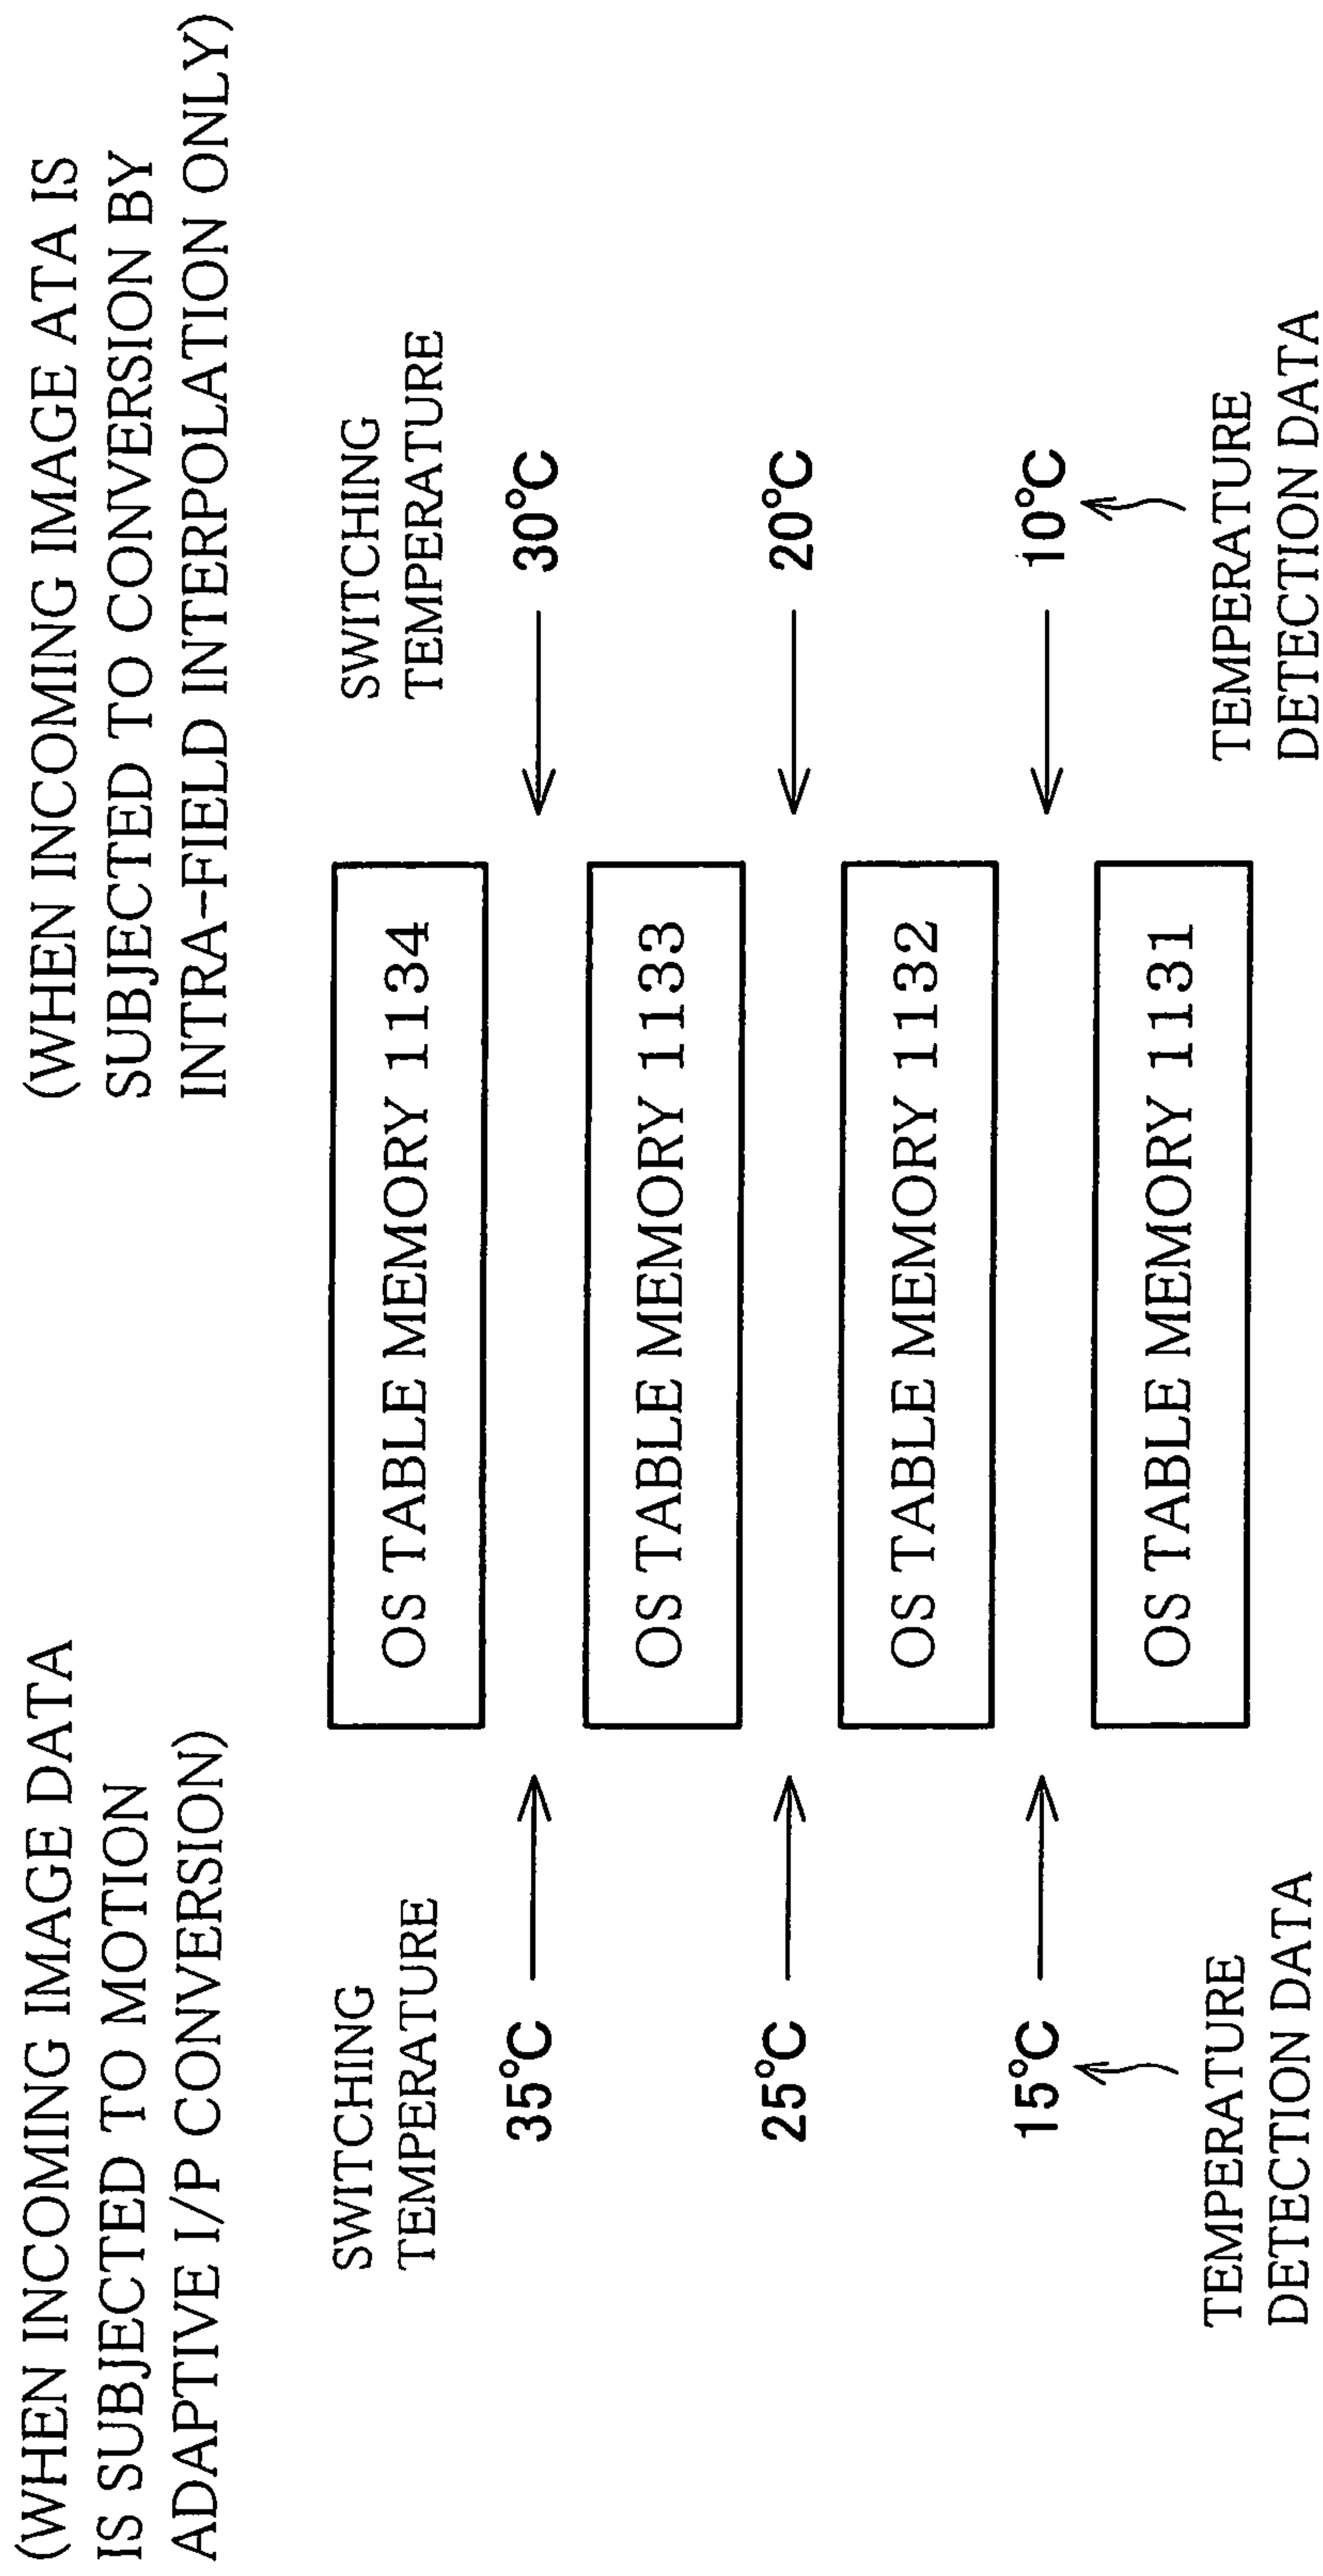 (WHEN INCOMING IMAGE DATA
IS SUBJECTED TO MOTION
ADAPTIVE I/P CONVERSION)
(WHEN INCOMING IMAGE ATA IS
SUBJECTED TO CONVERSION BY
INTRA-FIELD INTERPOLATION ONLY)
SWITCHING
TEMPERATURE
SWITCHING
TEMPERATURE
OS TABLE MEMORY 1134
35°C
30°C
OS TABLE MEMORY 1133
25°C
20°C
OS TABLE MEMORY 1132
15°C
10°C
OS TABLE MEMORY 1131
TEMPERATURE
DETECTION DATA
TEMPERATURE
DETECTION DATA